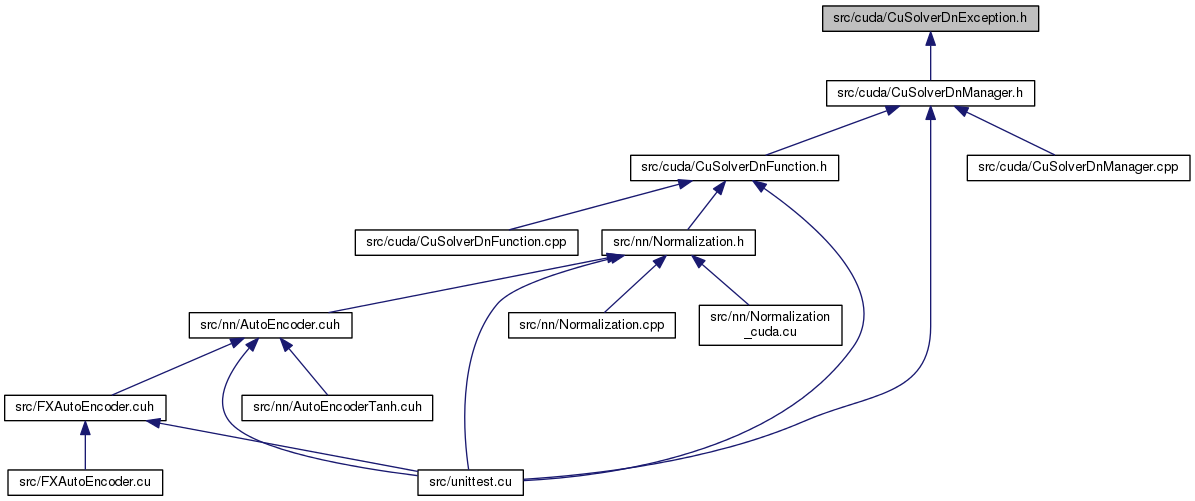 src/cuda/CuSolverDnException.h
src/cuda/CuSolverDnManager.h
src/cuda/CuSolverDnFunction.h
src/cuda/CuSolverDnManager.cpp
src/cuda/CuSolverDnFunction.cpp
src/nn/Normalization.h
src/nn/AutoEncoder.cuh
src/nn/Normalization.cpp
src/nn/Normalization
_cuda.cu
src/FXAutoEncoder.cuh
src/nn/AutoEncoderTanh.cuh
src/FXAutoEncoder.cu
src/unittest.cu